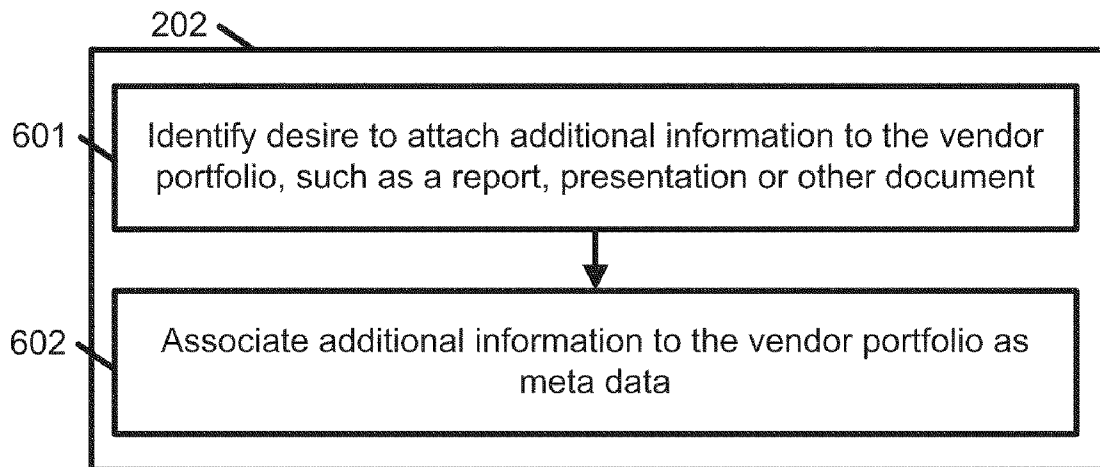 202
601
Identify desire to attach additional information to the vendor
portfolio, such as a report, presentation or other document
602
Associate additional information to the vendor portfolio as
meta data